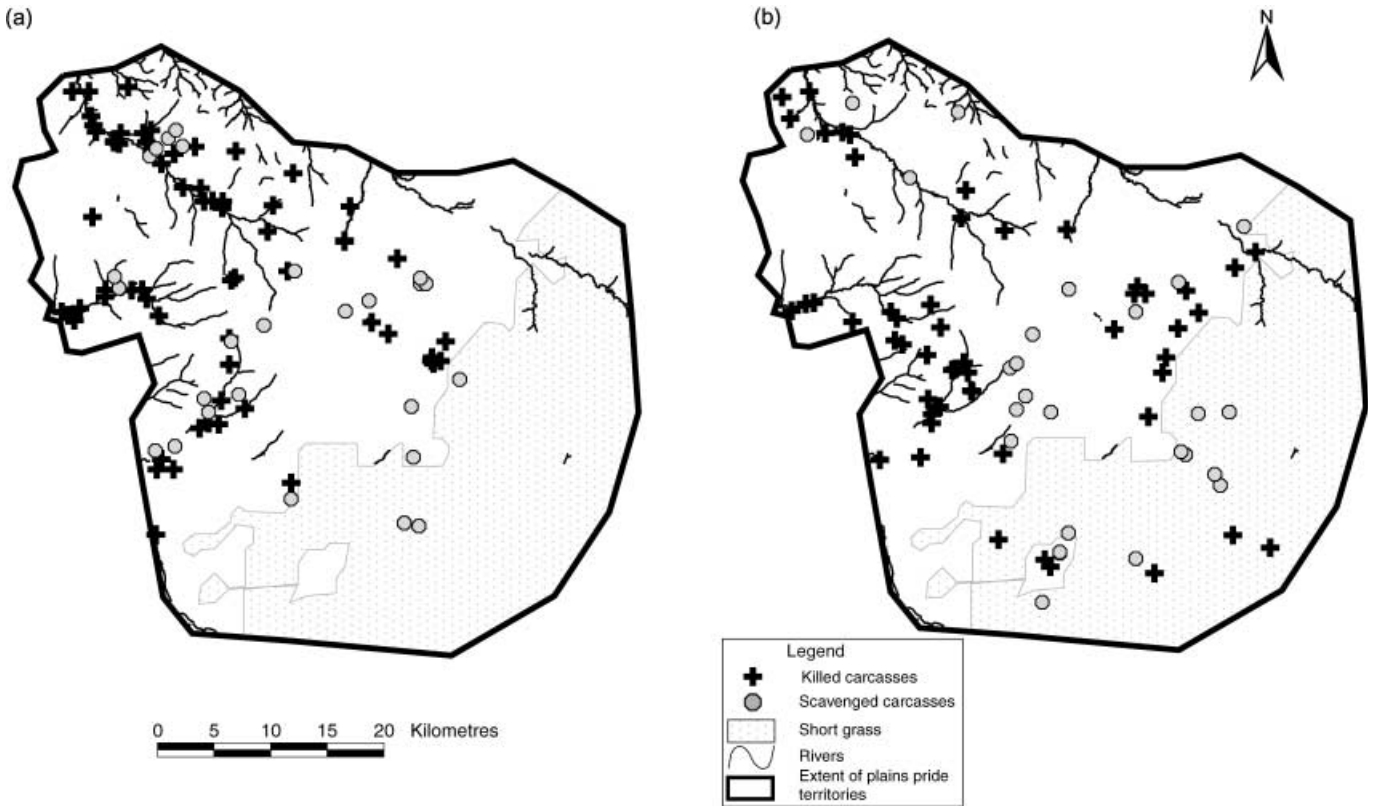 (a)
(b)
N
0 5 10 15 20 Kilometres
Legend
Killed carcasses
Scavenged carcasses
Short grass
Rivers
Extent of plains pride
territories